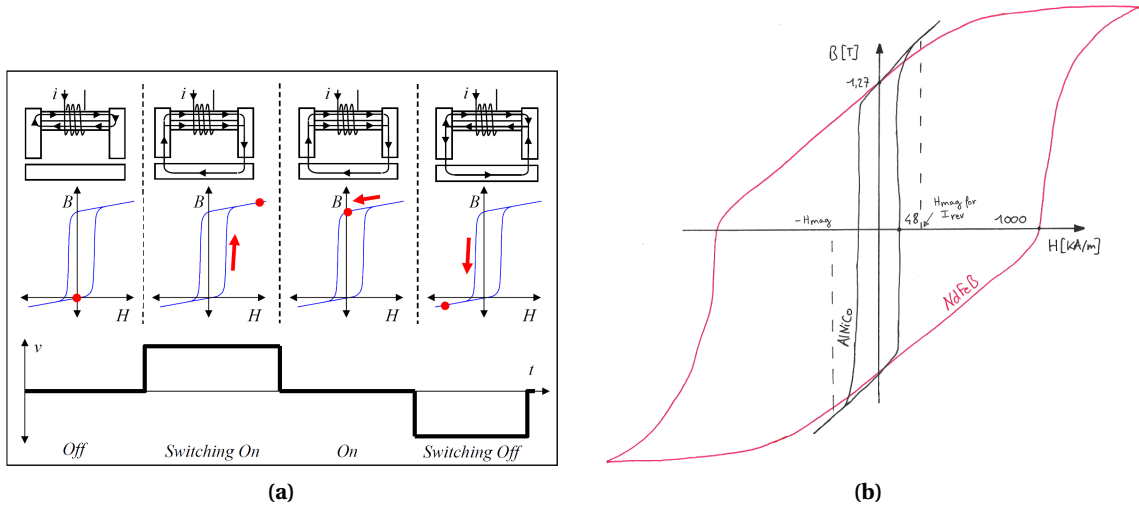 i
i
i
i
B
B
B
B
H
H
H
H
v
t
Off
Switching On
On
Switching Off
(a)
B[T]
1,27
-Hmag
48
Hmag for
Irev
1000
H[KA/m]
AlNiCo
NdFeB
(b)